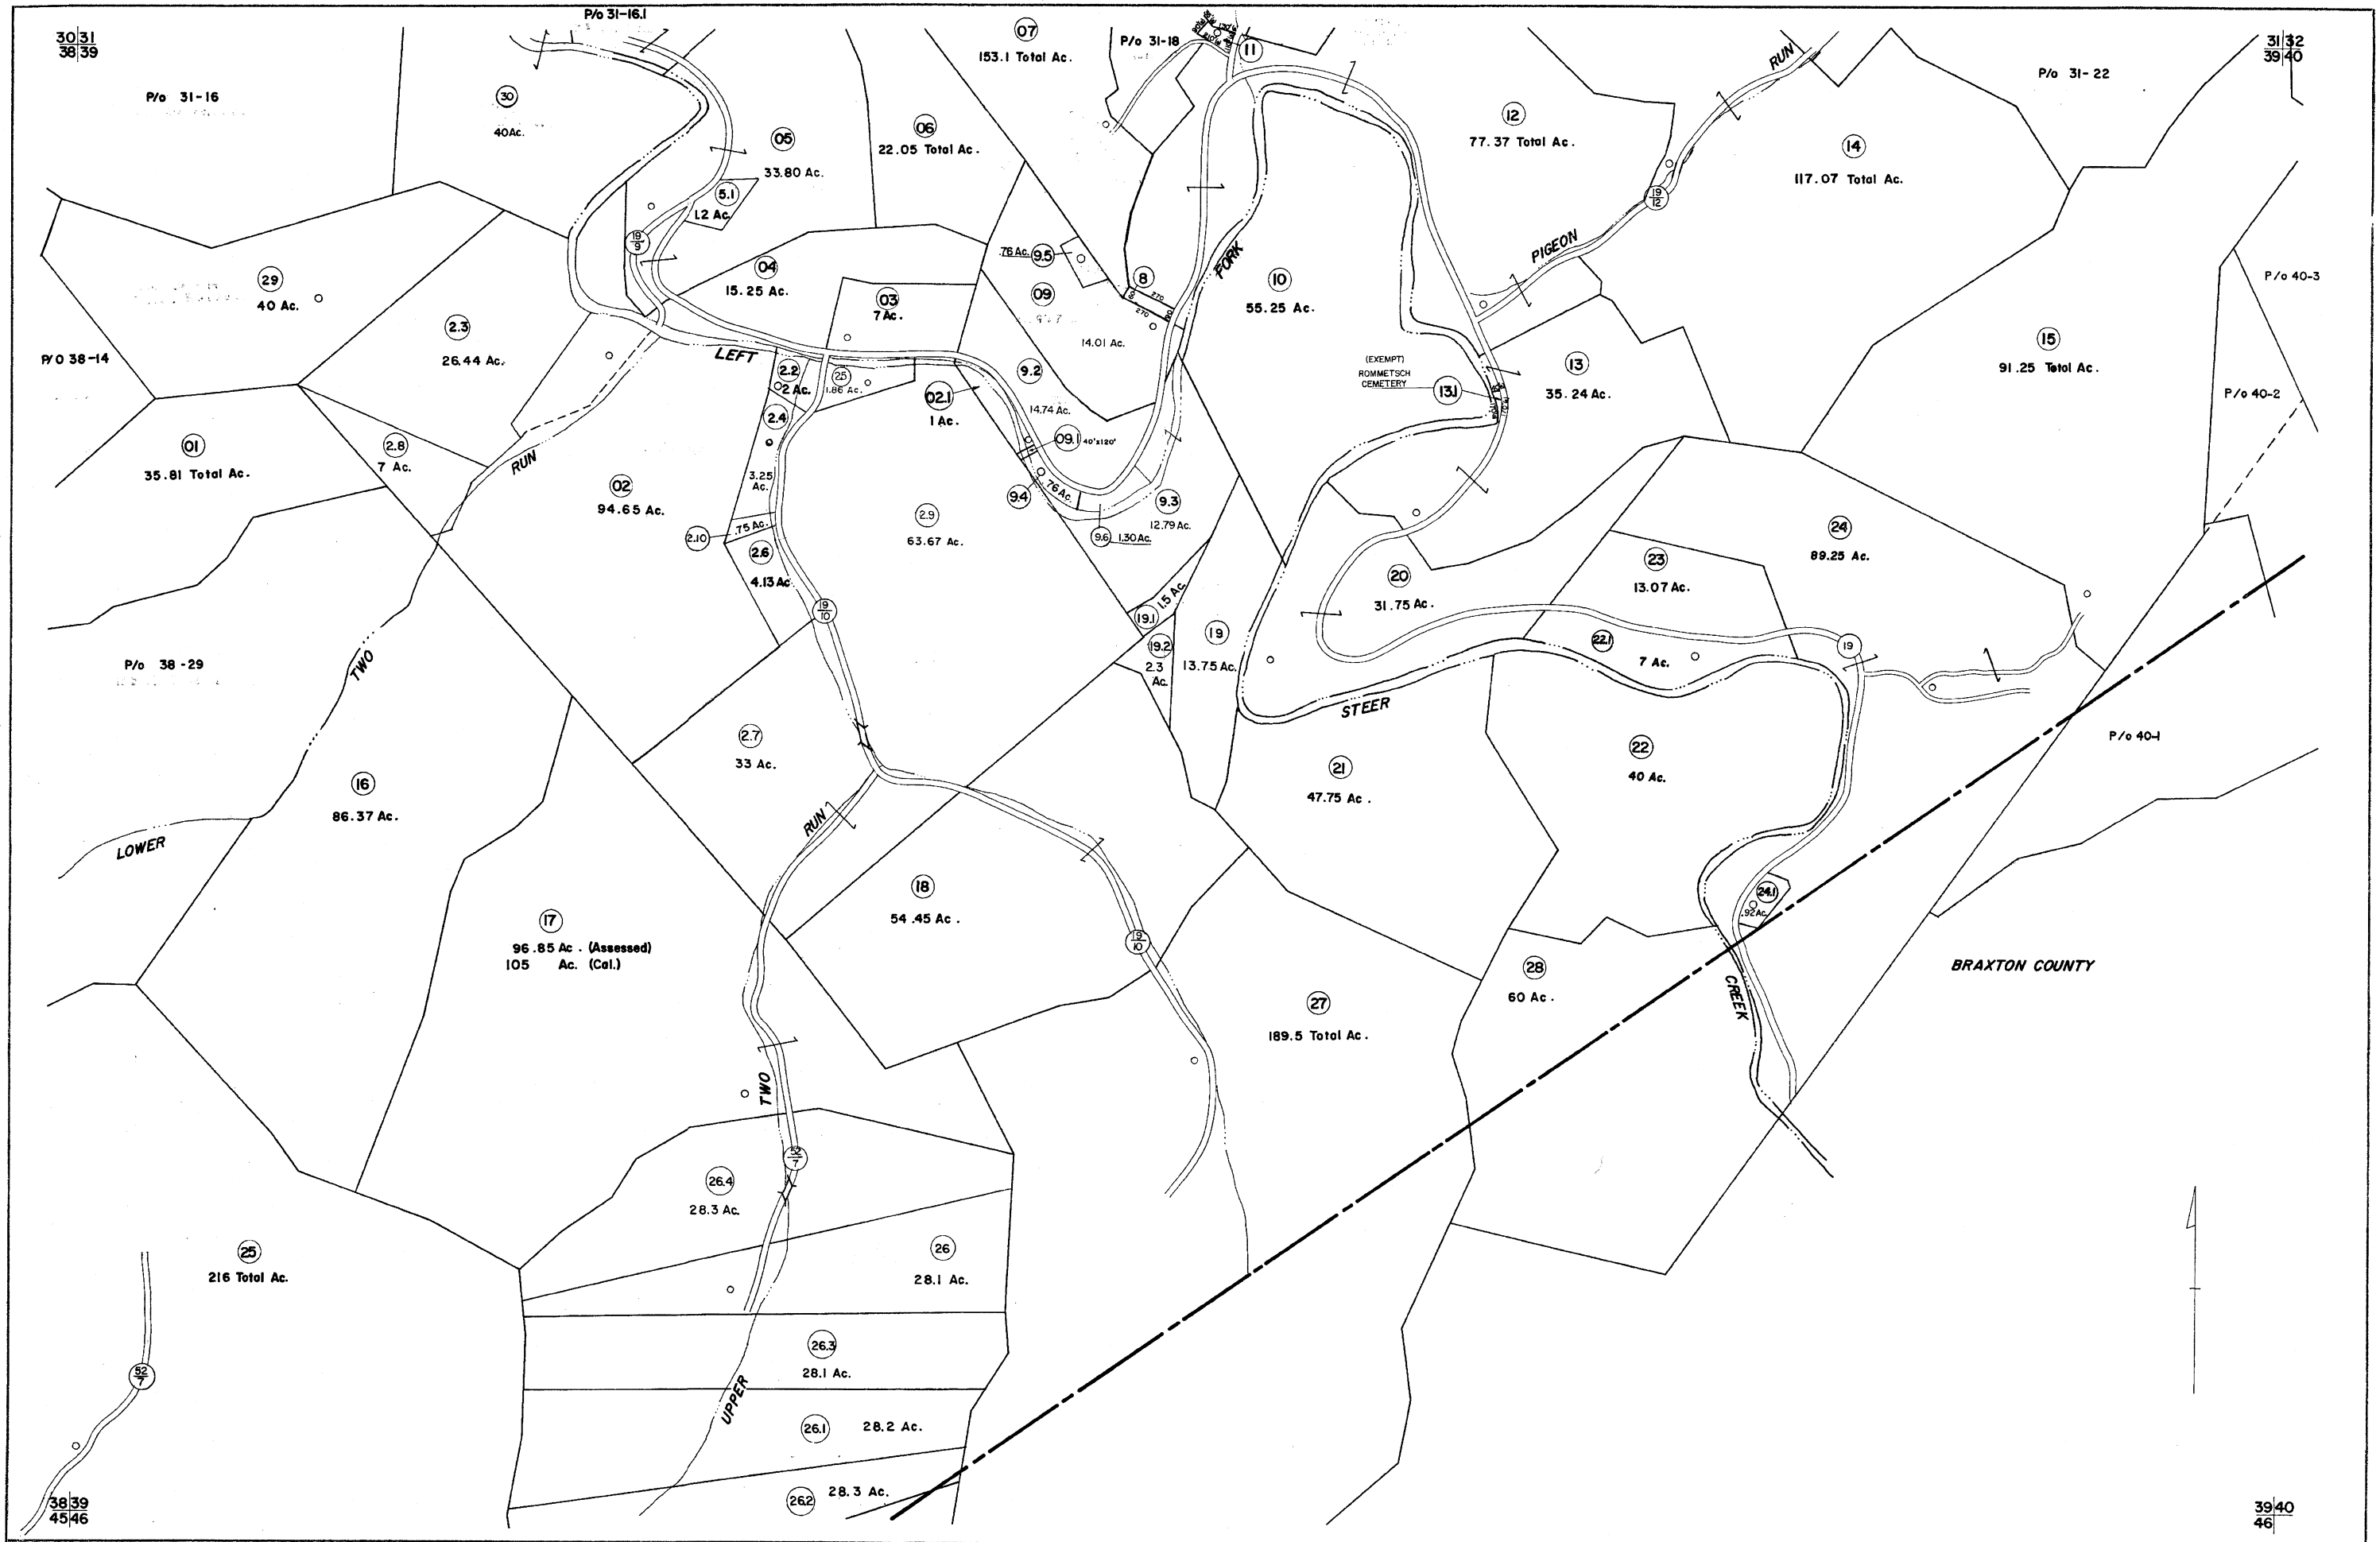 P/o 31-16.1
30 31
38 39
P/o 31-16
30
40 Ac.
05
33.80 Ac.
06
22.05 Total Ac.
07
153.1 Total Ac.
P/o 31-18
11
12
77.37 Total Ac.
RUN
14
117.07 Total Ac.
P/o 31-22
31 32
39 40
5.1
1.2 Ac.
19
9
19
12
PIGEON
29
40 Ac.
04
15.25 Ac.
03
7 Ac.
.76 Ac.
9.5
8
270
270
09
14.01 Ac.
FORK
10
55.25 Ac.
P/o 40-3
2.3
26.44 Ac.
P/O 38-14
LEFT
2.2
2 Ac.
2.5
1.86 Ac.
02.1
1 Ac.
9.2
14.74 Ac.
(EXEMPT)
ROMMETSCH
CEMETERY
13.1
13
35.24 Ac.
15
91.25 Total Ac.
P/o 40-2
01
35.81 Total Ac.
2.8
7 Ac.
RUN
2.4
3.25
Ac.
09.1
40'x120'
02
94.65 Ac.
9.4
.76 Ac.
9.3
12.79 Ac.
2.10
.75 Ac.
2.6
4.13 Ac.
2.9
63.67 Ac.
9.6
1.30 Ac.
24
89.25 Ac.
23
13.07 Ac.
20
31.75 Ac.
19
10
19.1
1.5 Ac.
19.2
2.3
Ac.
19
13.75 Ac.
22.1
7 Ac.
19
P/o 38-29
TWO
STEER
2.7
33 Ac.
21
47.75 Ac.
22
40 Ac.
P/o 40-1
16
86.37 Ac.
LOWER
RUN
18
54.45 Ac.
24.1
.92 Ac.
17
96.85 Ac. (Assessed)
105 Ac. (Cal.)
19
10
28
60 Ac.
CREEK
BRAXTON COUNTY
27
189.5 Total Ac.
TWO
52
7
26.4
28.3 Ac.
25
216 Total Ac.
26
28.1 Ac.
52
7
26.3
28.1 Ac.
UPPER
26.1
28.2 Ac.
26.2
28.3 Ac.
38 39
45 46
39 40
46